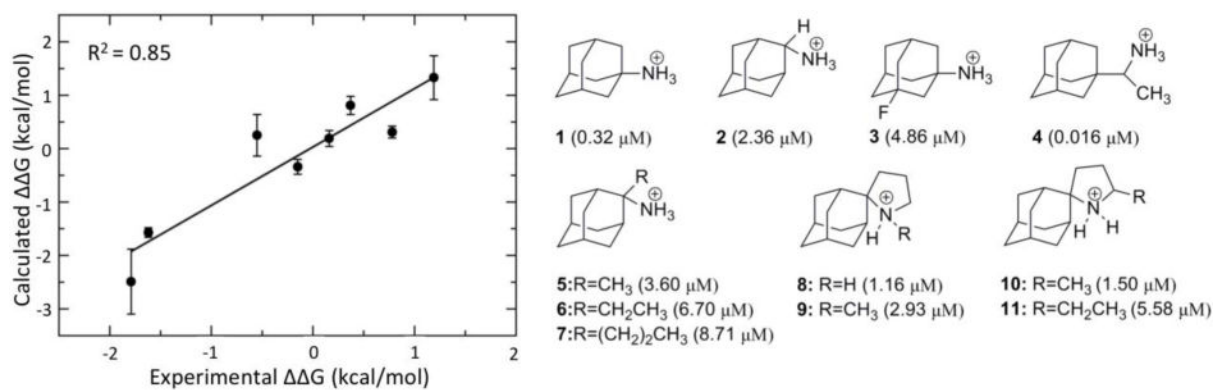 R² = 0.85
2
1
0
-1
-2
-3
Calculated ΔΔG (kcal/mol)
-2
-1
0
1
2
Experimental ΔΔG (kcal/mol)
⊕
NH₃
1 (0.32 µM)
H
⊕
NH₃
2 (2.36 µM)
⊕
NH₃
F
3 (4.86 µM)
⊕
NH₃
CH₃
4 (0.016 µM)
R
⊕
NH₃
5:R=CH₃ (3.60 µM)
6:R=CH₂CH₃ (6.70 µM)
7:R=(CH₂)₂CH₃ (8.71 µM)
⊕
N
H R
8: R=H (1.16 µM)
9: R=CH₃ (2.93 µM)
R
⊕
N
H H
10: R=CH₃ (1.50 µM)
11: R=CH₂CH₃ (5.58 µM)